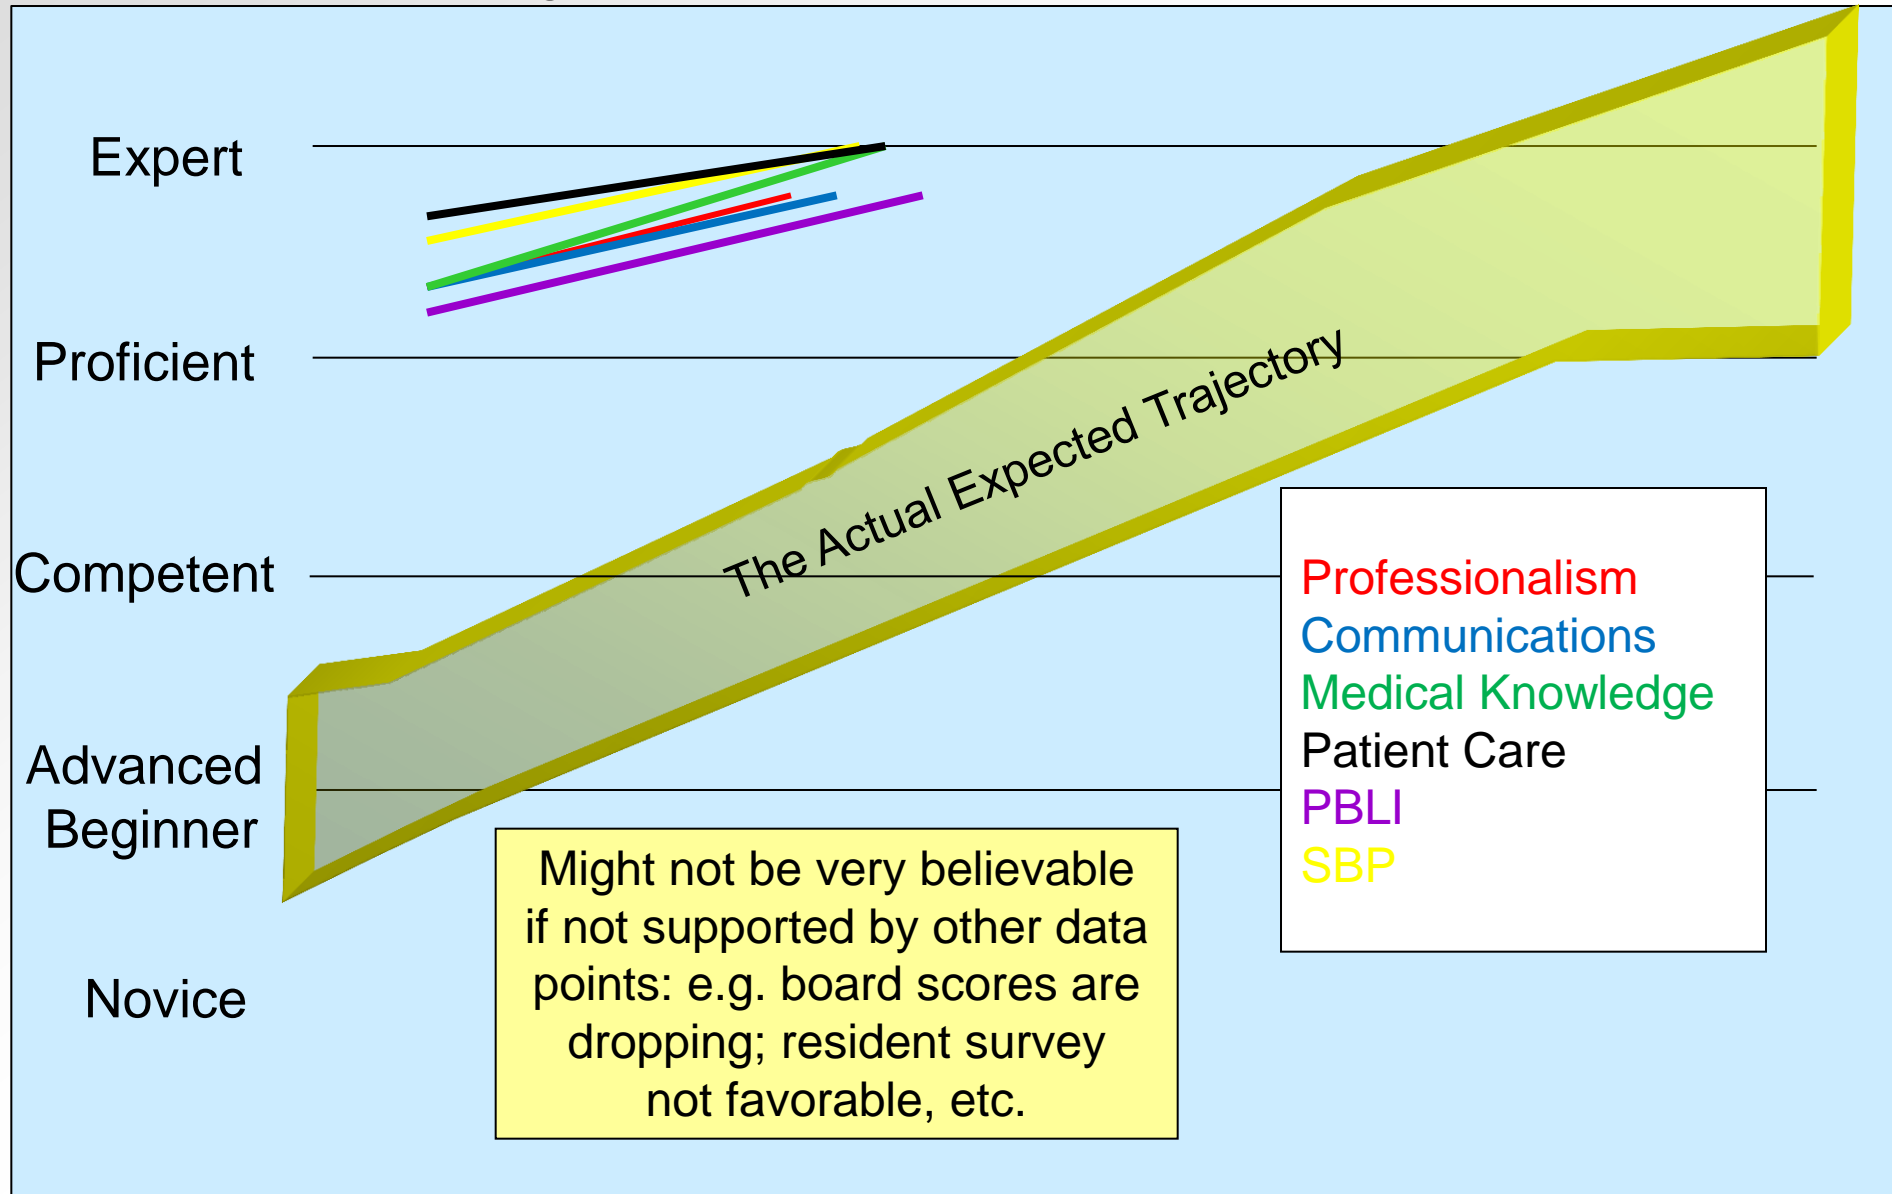 Expert
Proficient
The Actual Expected Trajectory
Competent
Professionalism
Communications
Medical Knowledge
Patient Care
PBLI
SBP
Advanced
Beginner
Might not be very believable
if not supported by other data
points: e.g. board scores are
dropping; resident survey
not favorable, etc.
Novice